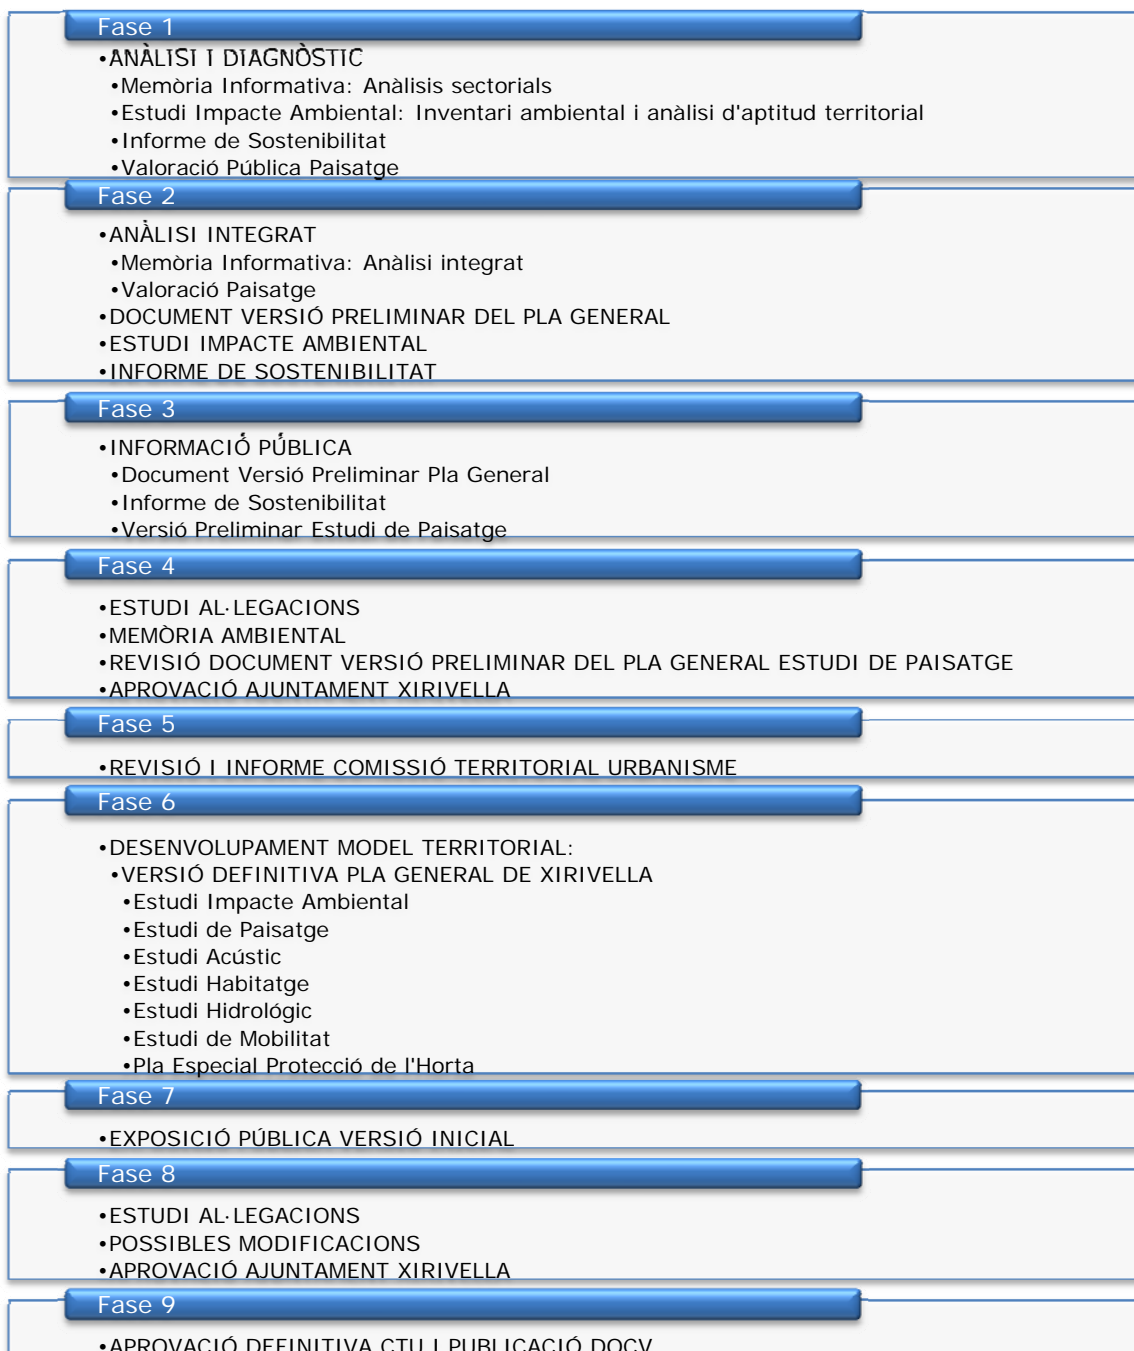 Fase 1
•ANÀLISI I DIAGNÒSTIC
•Memòria Informativa: Anàlisis sectorials
•Estudi Impacte Ambiental: Inventari ambiental i anàlisi d'aptitud territorial
•Informe de Sostenibilitat
•Valoració Pública Paisatge
Fase 2
•ANÀLISI INTEGRAT
•Memòria Informativa: Anàlisi integrat
•Valoració Paisatge
•DOCUMENT VERSIÓ PRELIMINAR DEL PLA GENERAL
•ESTUDI IMPACTE AMBIENTAL
•INFORME DE SOSTENIBILITAT
Fase 3
•INFORMACIÓ PÚBLICA
•Document Versió Preliminar Pla General
•Informe de Sostenibilitat
•Versió Preliminar Estudi de Paisatge
Fase 4
•ESTUDI AL·LEGACIONS
•MEMÒRIA AMBIENTAL
•REVISIÓ DOCUMENT VERSIÓ PRELIMINAR DEL PLA GENERAL ESTUDI DE PAISATGE
•APROVACIÓ AJUNTAMENT XIRIVELLA
Fase 5
•REVISIÓ I INFORME COMISSIÓ TERRITORIAL URBANISME
Fase 6
•DESENVOLUPAMENT MODEL TERRITORIAL:
•VERSIÓ DEFINITIVA PLA GENERAL DE XIRIVELLA
•Estudi Impacte Ambiental
•Estudi de Paisatge
•Estudi Acústic
•Estudi Habitatge
•Estudi Hidrológic
•Estudi de Mobilitat
•Pla Especial Protecció de l'Horta
Fase 7
•EXPOSICIÓ PÚBLICA VERSIÓ INICIAL
Fase 8
•ESTUDI AL·LEGACIONS
•POSSIBLES MODIFICACIONS
•APROVACIÓ AJUNTAMENT XIRIVELLA
Fase 9
•APROVACIÓ DEFINITIVA CTU I PUBLICACIÓ DOCV